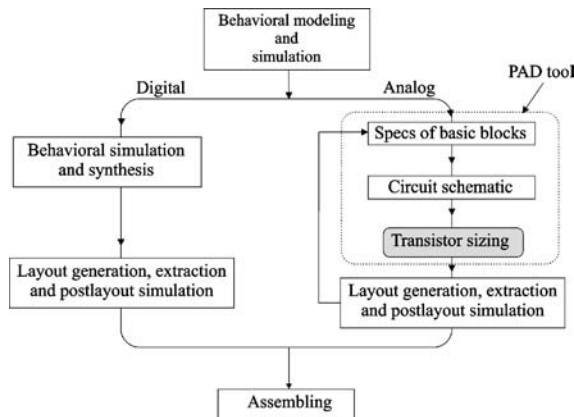 Behavioral modeling
and
simulation
Digital
Analog
PAD tool
Behavioral simulation
and synthesis
Specs of basic blocks
Circuit schematic
Transistor sizing
Layout generation, extraction
and postlayout simulation
Layout generation, extraction
and postlayout simulation
Assembling